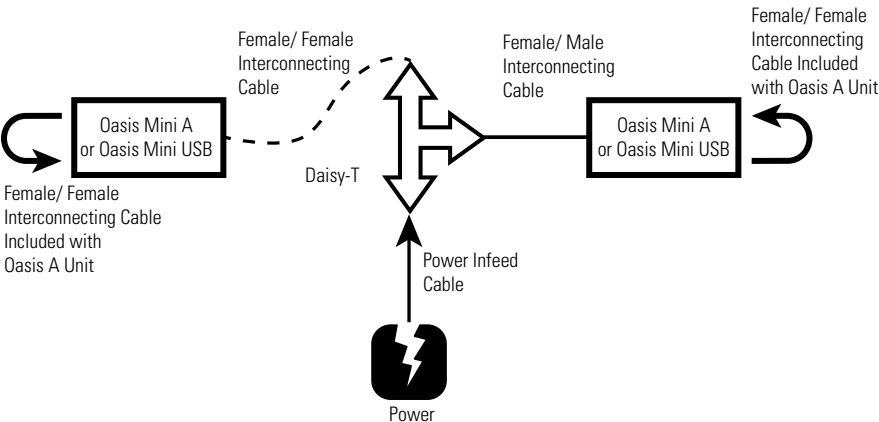 Female/ Female
Interconnecting
Cable Included
with Oasis A Unit
Female/ Female
Interconnecting
Cable
Female/ Male
Interconnecting
Cable
Oasis Mini A
or Oasis Mini USB
Oasis Mini A
or Oasis Mini USB
Daisy-T
Female/ Female
Interconnecting Cable
Included with
Oasis A Unit
Power Infeed
Cable
Power